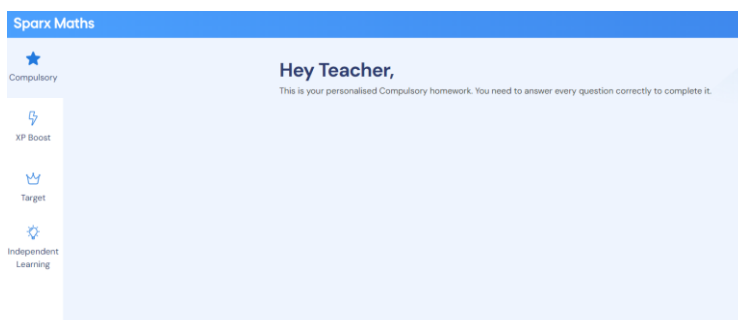 Sparx Maths
Compulsory
XP Boost
Target
Independent
Learning
Hey Teacher,
This is your personalised Compulsory homework. You need to answer every question correctly to complete it.